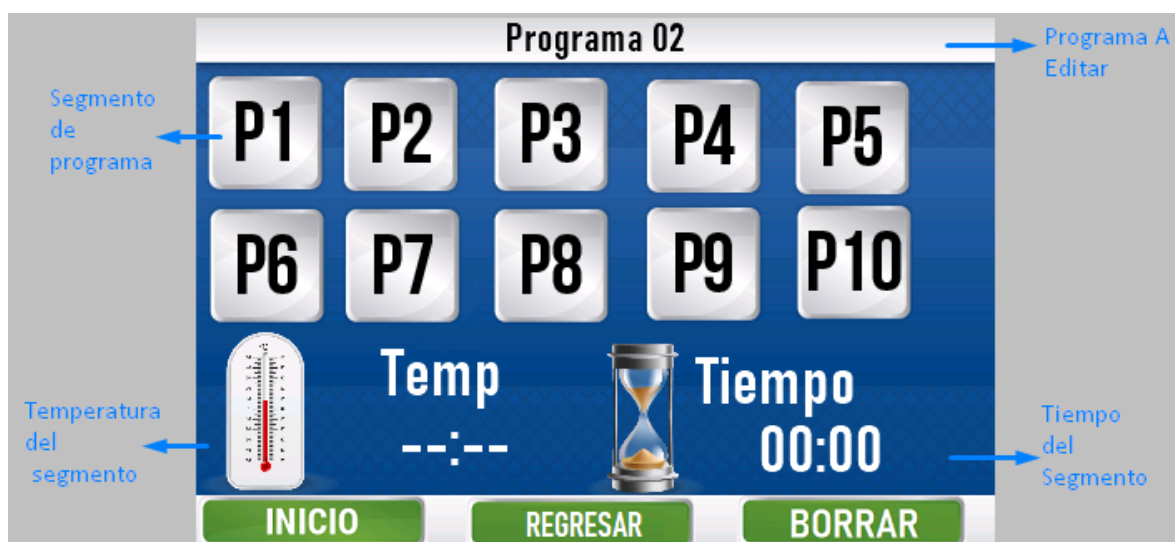 Programa 02
Programa A
Editar
Segmento
de
programa
P1 P2 P3 P4 P5
P6 P7 P8 P9 P10
Temp
Tiempo
Temperatura
del
segmento
--:--
00:00
Tiempo
del
Segmento
INICIO
REGRESAR
BORRAR